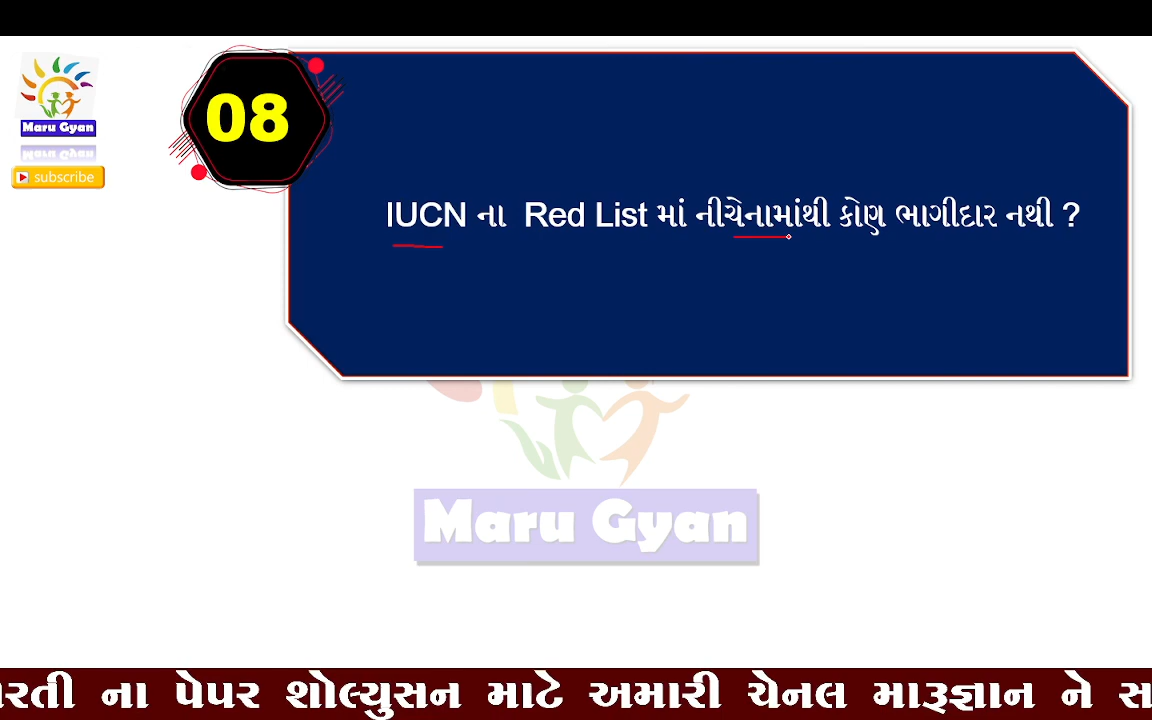 08
Maru Gyan
subscribe
IUCN ના Red List માં નીચેનામાંથી કોણ ભાગીદાર નથી ?
Maru Gyan
રતી ના પેપર શોલ્યુસન માટે અમારી ચેનલ મારૂજ્ઞાન ને સ